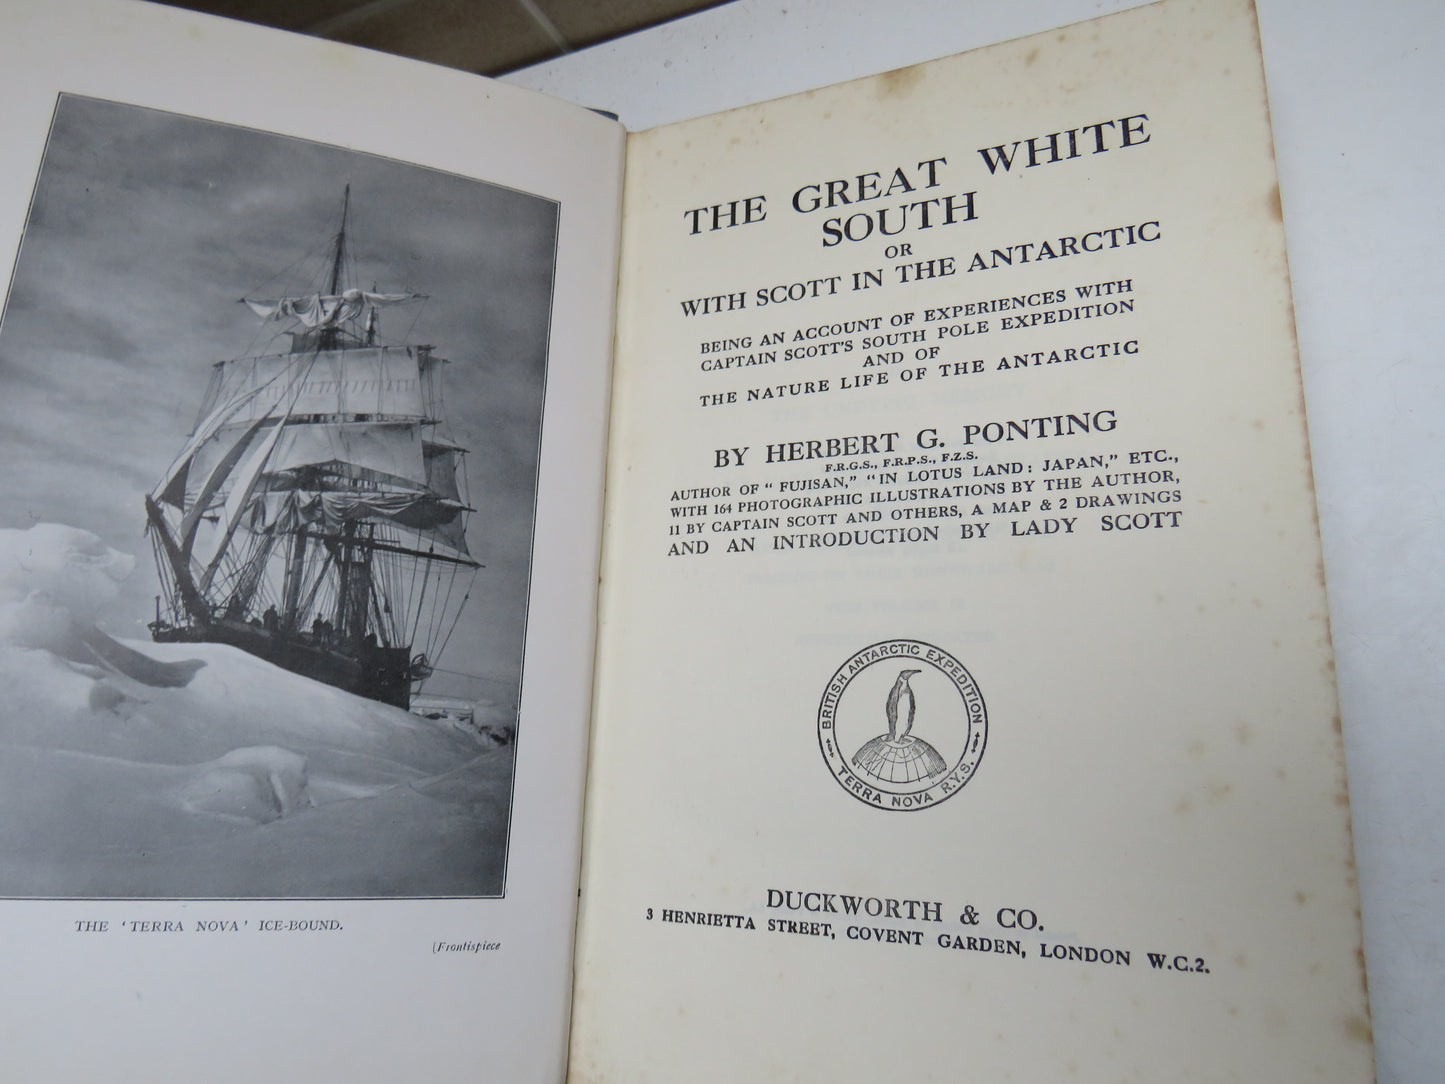 THE 'TERRA NOVA' ICE-BOUND.
[Frontispiece
THE GREAT WHITE
SOUTH
OR
WITH SCOTT IN THE ANTARCTIC
BEING AN ACCOUNT OF EXPERIENCES WITH
CAPTAIN SCOTT'S SOUTH POLE EXPEDITION
AND OF
THE NATURE LIFE OF THE ANTARCTIC
BY HERBERT G. PONTING
F.R.G.S., F.R.P.S., F.Z.S.
AUTHOR OF "FUJISAN," "IN LOTUS LAND: JAPAN," ETC.,
WITH 164 PHOTOGRAPHIC ILLUSTRATIONS BY THE AUTHOR,
11 BY CAPTAIN SCOTT AND OTHERS, A MAP & 2 DRAWINGS
AND AN INTRODUCTION BY LADY SCOTT
BRITISH ANTARCTIC EXPEDITION
TERRA NOVA R.Y.S.
DUCKWORTH & CO.
3 HENRIETTA STREET, COVENT GARDEN, LONDON W.C.2.